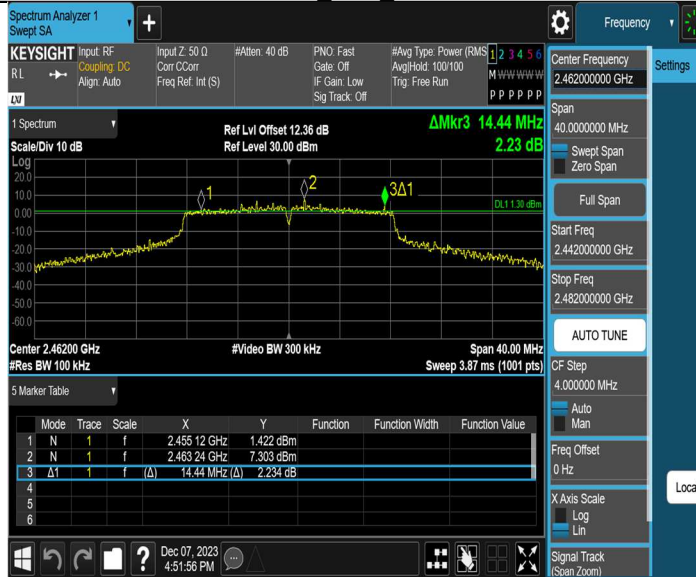 Spectrum Analyzer 1
Swept SA
+
Frequency
KEYSIGHT
RL
LXI
Input: RF
Coupling: DC
Align: Auto
Input Z: 50 Ω
Corr CCorr
Freq Ref: Int (S)
#Atten: 40 dB
PNO: Fast
Gate: Off
IF Gain: Low
Sig Track: Off
#Avg Type: Power (RMS
Avg|Hold: 100/100
Trig: Free Run
1 2 3 4 5 6
M W W W W W
P P P P P P
1 Spectrum
Scale/Div 10 dB
Ref Lvl Offset 12.36 dB
Ref Level 30.00 dBm
ΔMkr3 14.44 MHz
2.23 dB
Log
20.0
10.0
0.00
-10.0
-20.0
-30.0
-40.0
-50.0
-60.0
1
2
3Δ1
DL1 1.30 dBm
Center 2.46200 GHz
#Res BW 100 kHz
#Video BW 300 kHz
Span 40.00 MHz
Sweep 3.87 ms (1001 pts)
5 Marker Table
Mode Trace Scale X Y Function Function Width Function Value
1 N 1 f 2.455 12 GHz 1.422 dBm
2 N 1 f 2.463 24 GHz 7.303 dBm
3 Δ1 1 f (Δ) 14.44 MHz (Δ) 2.234 dB
4
5
6
?
Dec 07, 2023
4:51:56 PM
Center Frequency
2.462000000 GHz
Span
40.0000000 MHz
Swept Span
Zero Span
Full Span
Start Freq
2.442000000 GHz
Stop Freq
2.482000000 GHz
AUTO TUNE
CF Step
4.000000 MHz
Auto
Man
Freq Offset
0 Hz
X Axis Scale
Log
Lin
Signal Track
(Span Zoom)
Settings
Loca